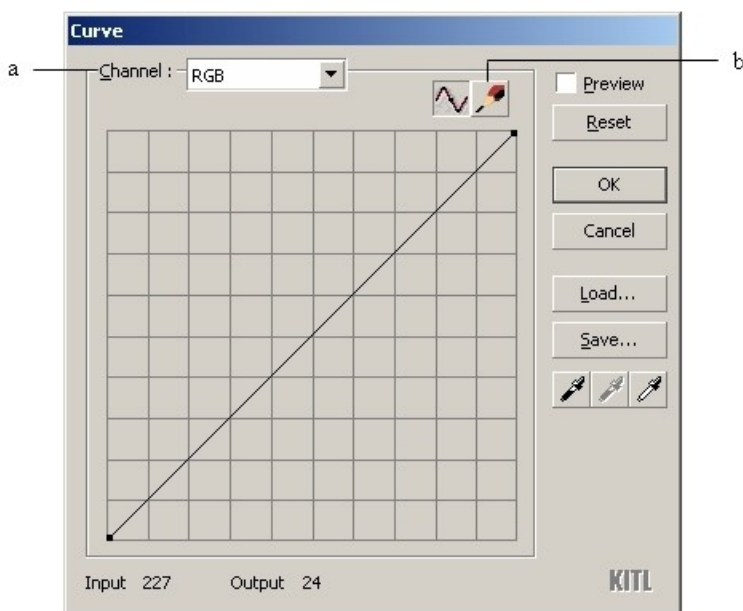 Curve
a
Channel :
RGB
b
Preview
Reset
OK
Cancel
Load...
Save...
Input 227 Output 24
KITL